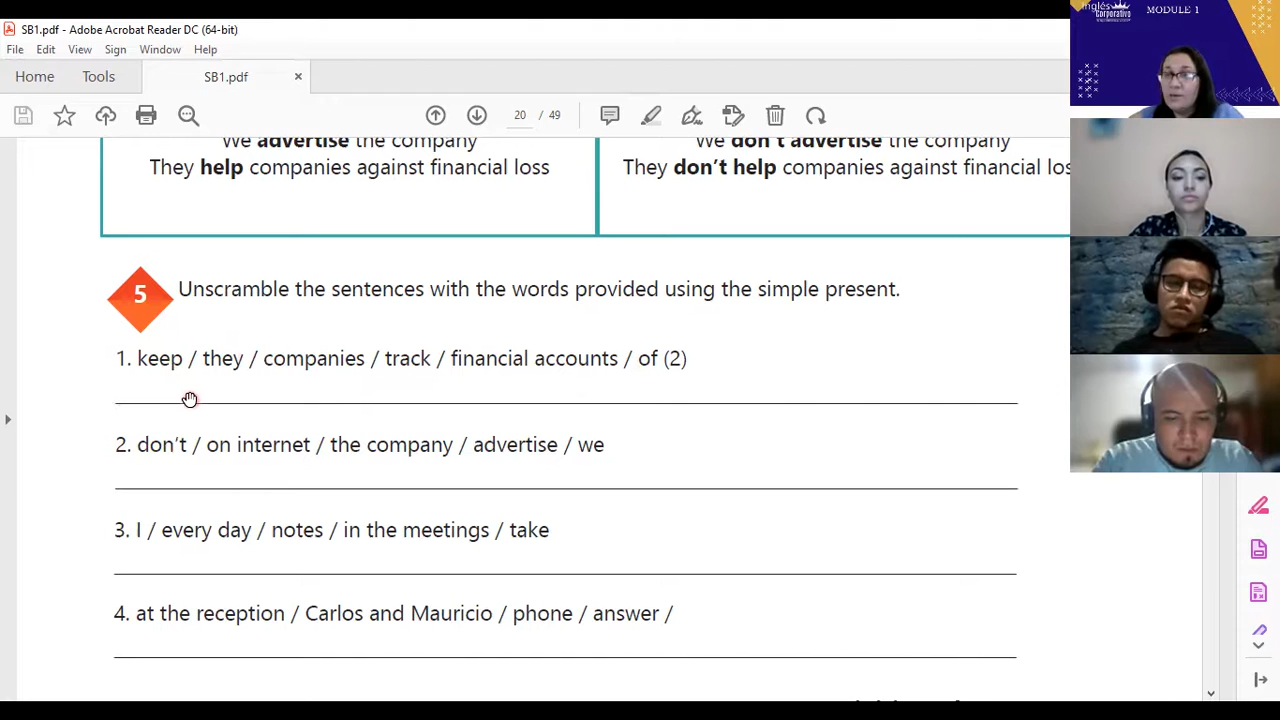 SB1.pdf - Adobe Acrobat Reader DC (64-bit)
File Edit View Sign Window Help
Home Tools SB1.pdf ×
20 / 49
We advertise the company
They help companies against financial loss
We don't advertise the company
They don't help companies against financial los
5 Unscramble the sentences with the words provided using the simple present.
1. keep / they / companies / track / financial accounts / of (2)
2. don't / on internet / the company / advertise / we
3. I / every day / notes / in the meetings / take
4. at the reception / Carlos and Mauricio / phone / answer /
Inglés
corporativo
MODULE 1